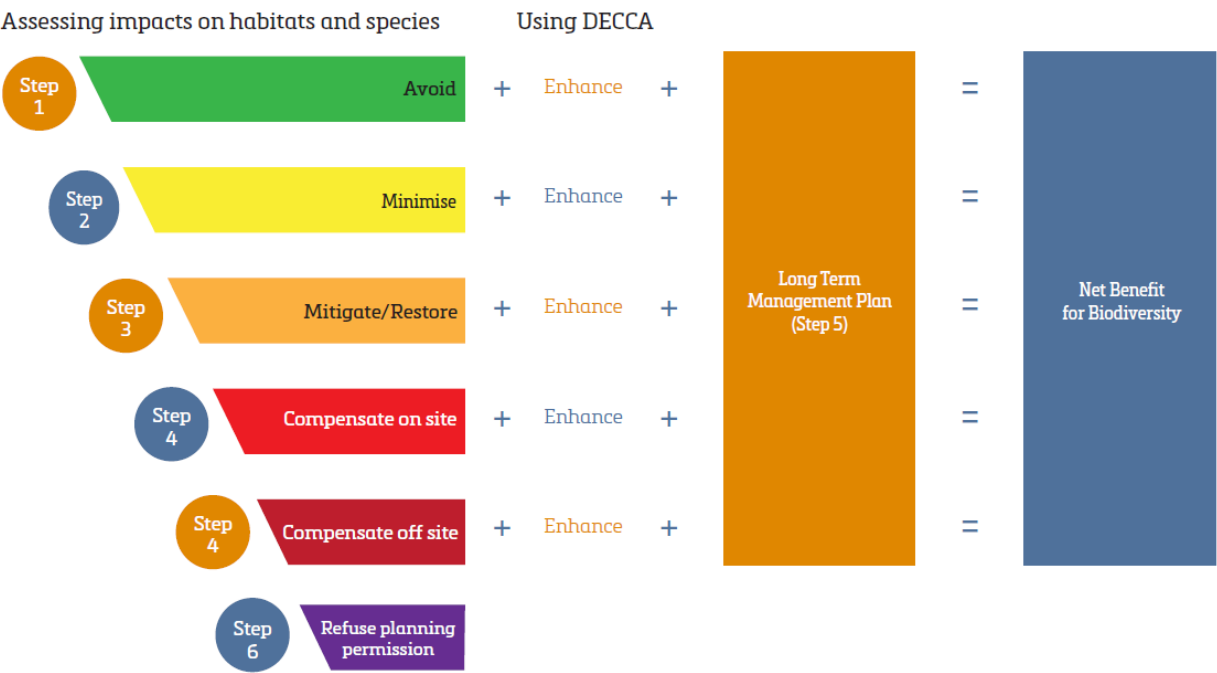 Assessing impacts on habitats and species
Using DECCA
Step
1
Avoid
+
Enhance
+
=
Step
2
Minimise
+
Enhance
+
=
Step
3
Mitigate/Restore
+
Enhance
+
Long Term
Management Plan
(Step 5)
=
Net Benefit
for Biodiversity
Step
4
Compensate on site
+
Enhance
+
=
Step
4
Compensate off site
+
Enhance
+
=
Step
6
Refuse planning
permission